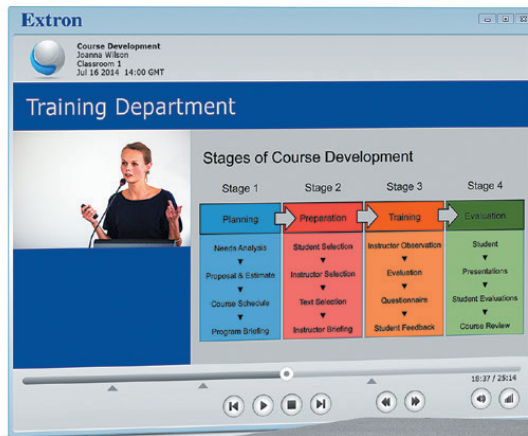 Extron
Course Development
Joanna Wilson
Classroom 1
Jul 16 2014 14:00 GMT
Training Department
Stages of Course Development
Stage 1 Stage 2 Stage 3 Stage 4
Planning Preparation Training Evaluation
Needs Analysis Student Selection Instructor Observation Student
Proposal & Estimate Instructor Selection Evaluation Presentations
Course Schedule Text Selection Questionnaire Student Evaluations
Program Briefing Instructor Briefing Student Feedback Course Review
16:37 / 25:14